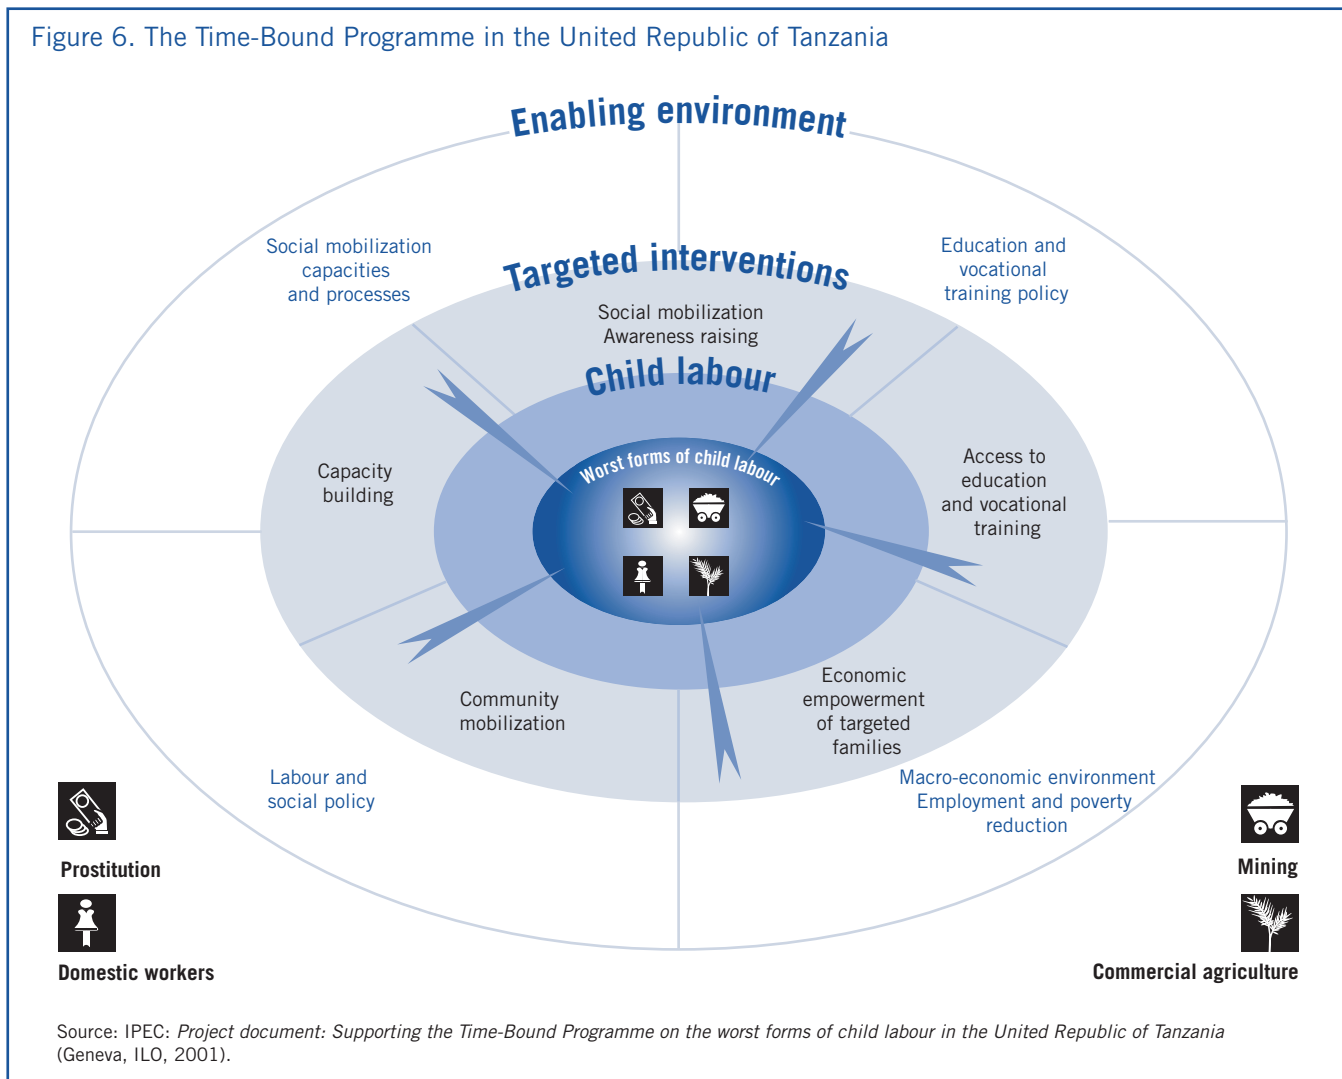 Figure 6. The Time-Bound Programme in the United Republic of Tanzania
Enabling environment
Social mobilization
capacities
and processes
Education and
vocational
training policy
Targeted interventions
Social mobilization
Awareness raising
Child labour
Capacity
building
Worst forms of child labour
Access to
education
and vocational
training
Community
mobilization
Economic
empowerment
of targeted
families
Labour and
social policy
Macro-economic environment
Employment and poverty
reduction
Prostitution
Mining
Domestic workers
Commercial agriculture
Source: IPEC: Project document: Supporting the Time-Bound Programme on the worst forms of child labour in the United Republic of Tanzania
(Geneva, ILO, 2001).